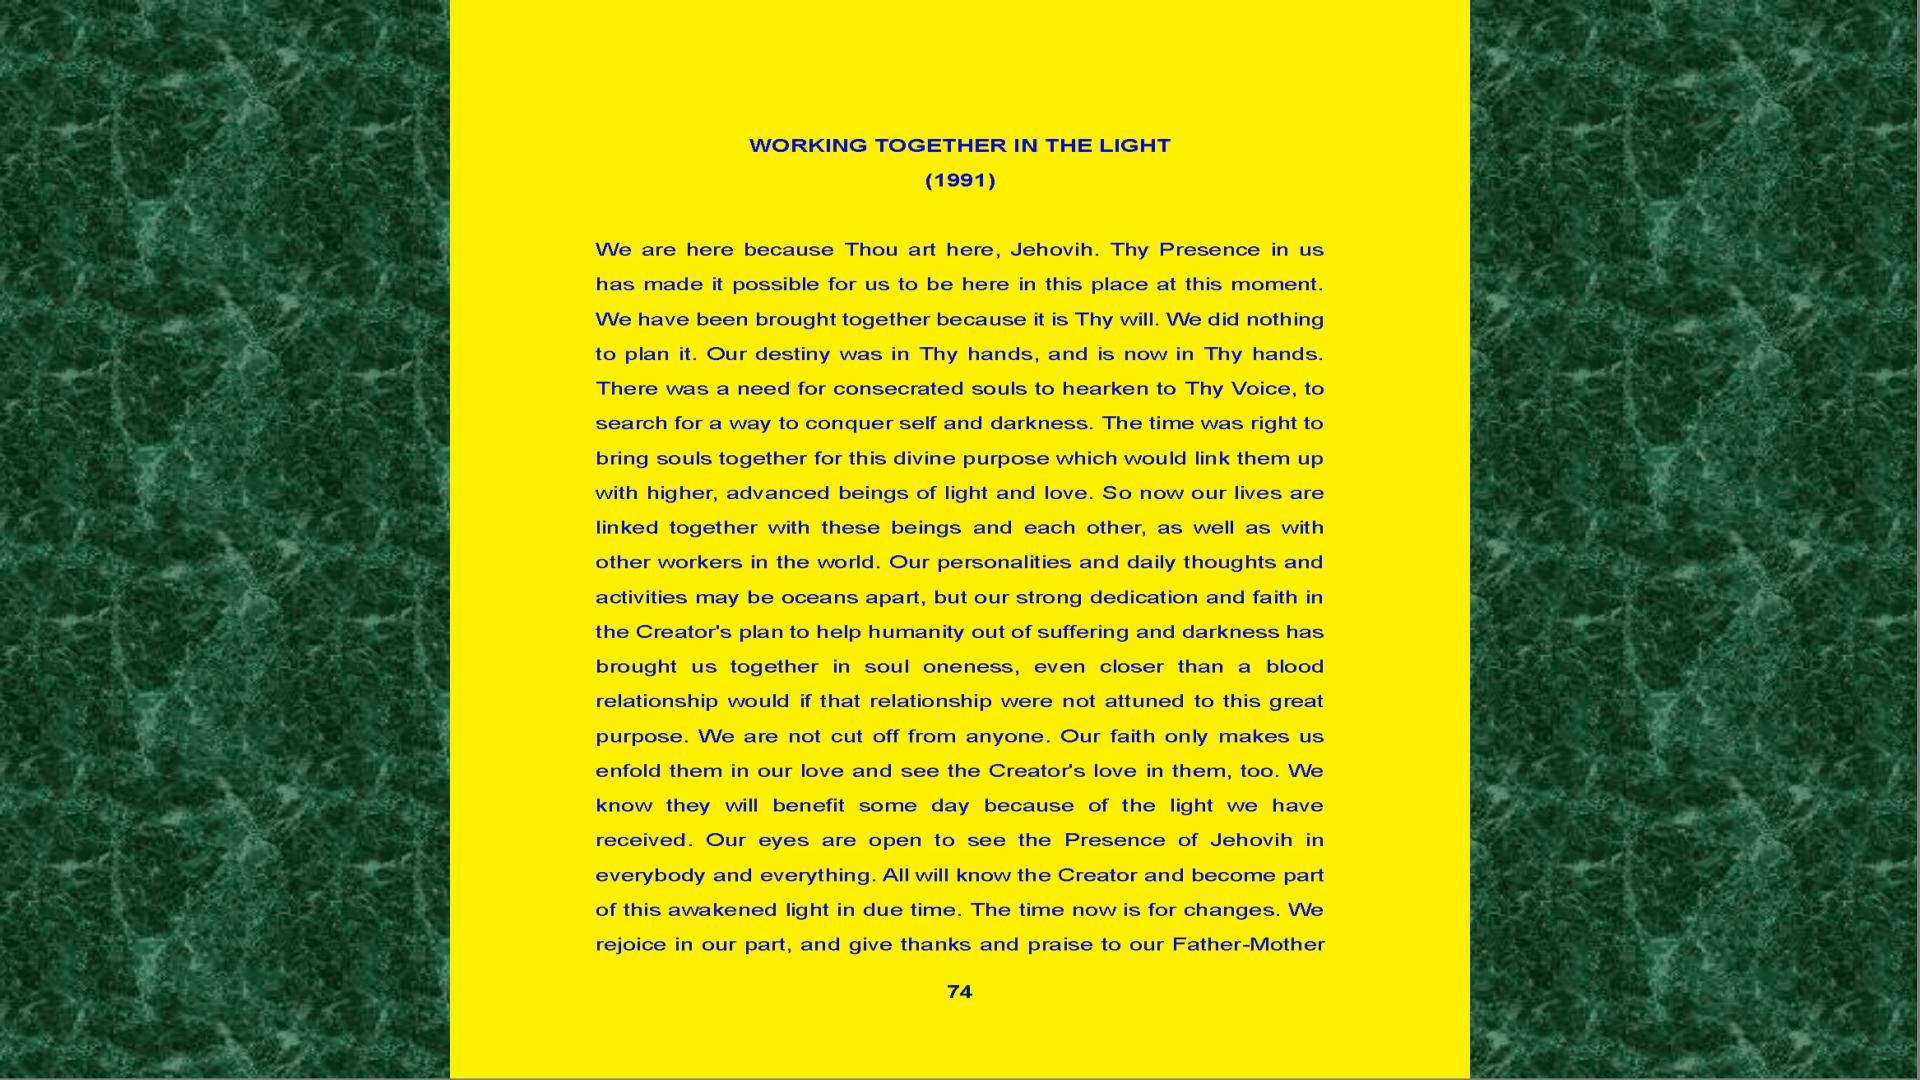 WORKING TOGETHER IN THE LIGHT
(1991)
We are here because Thou art here, Jehovih. Thy Presence in us
has made it possible for us to be here in this place at this moment.
We have been brought together because it is Thy will. We did nothing
to plan it. Our destiny was in Thy hands, and is now in Thy hands.
There was a need for consecrated souls to hearken to Thy Voice, to
search for a way to conquer self and darkness. The time was right to
bring souls together for this divine purpose which would link them up
with higher, advanced beings of light and love. So now our lives are
linked together with these beings and each other, as well as with
other workers in the world. Our personalities and daily thoughts and
activities may be oceans apart, but our strong dedication and faith in
the Creator's plan to help humanity out of suffering and darkness has
brought us together in soul oneness, even closer than a blood
relationship would if that relationship were not attuned to this great
purpose. We are not cut off from anyone. Our faith only makes us
enfold them in our love and see the Creator's love in them, too. We
know they will benefit some day because of the light we have
received. Our eyes are open to see the Presence of Jehovih in
everybody and everything. All will know the Creator and become part
of this awakened light in due time. The time now is for changes. We
rejoice in our part, and give thanks and praise to our Father-Mother
74